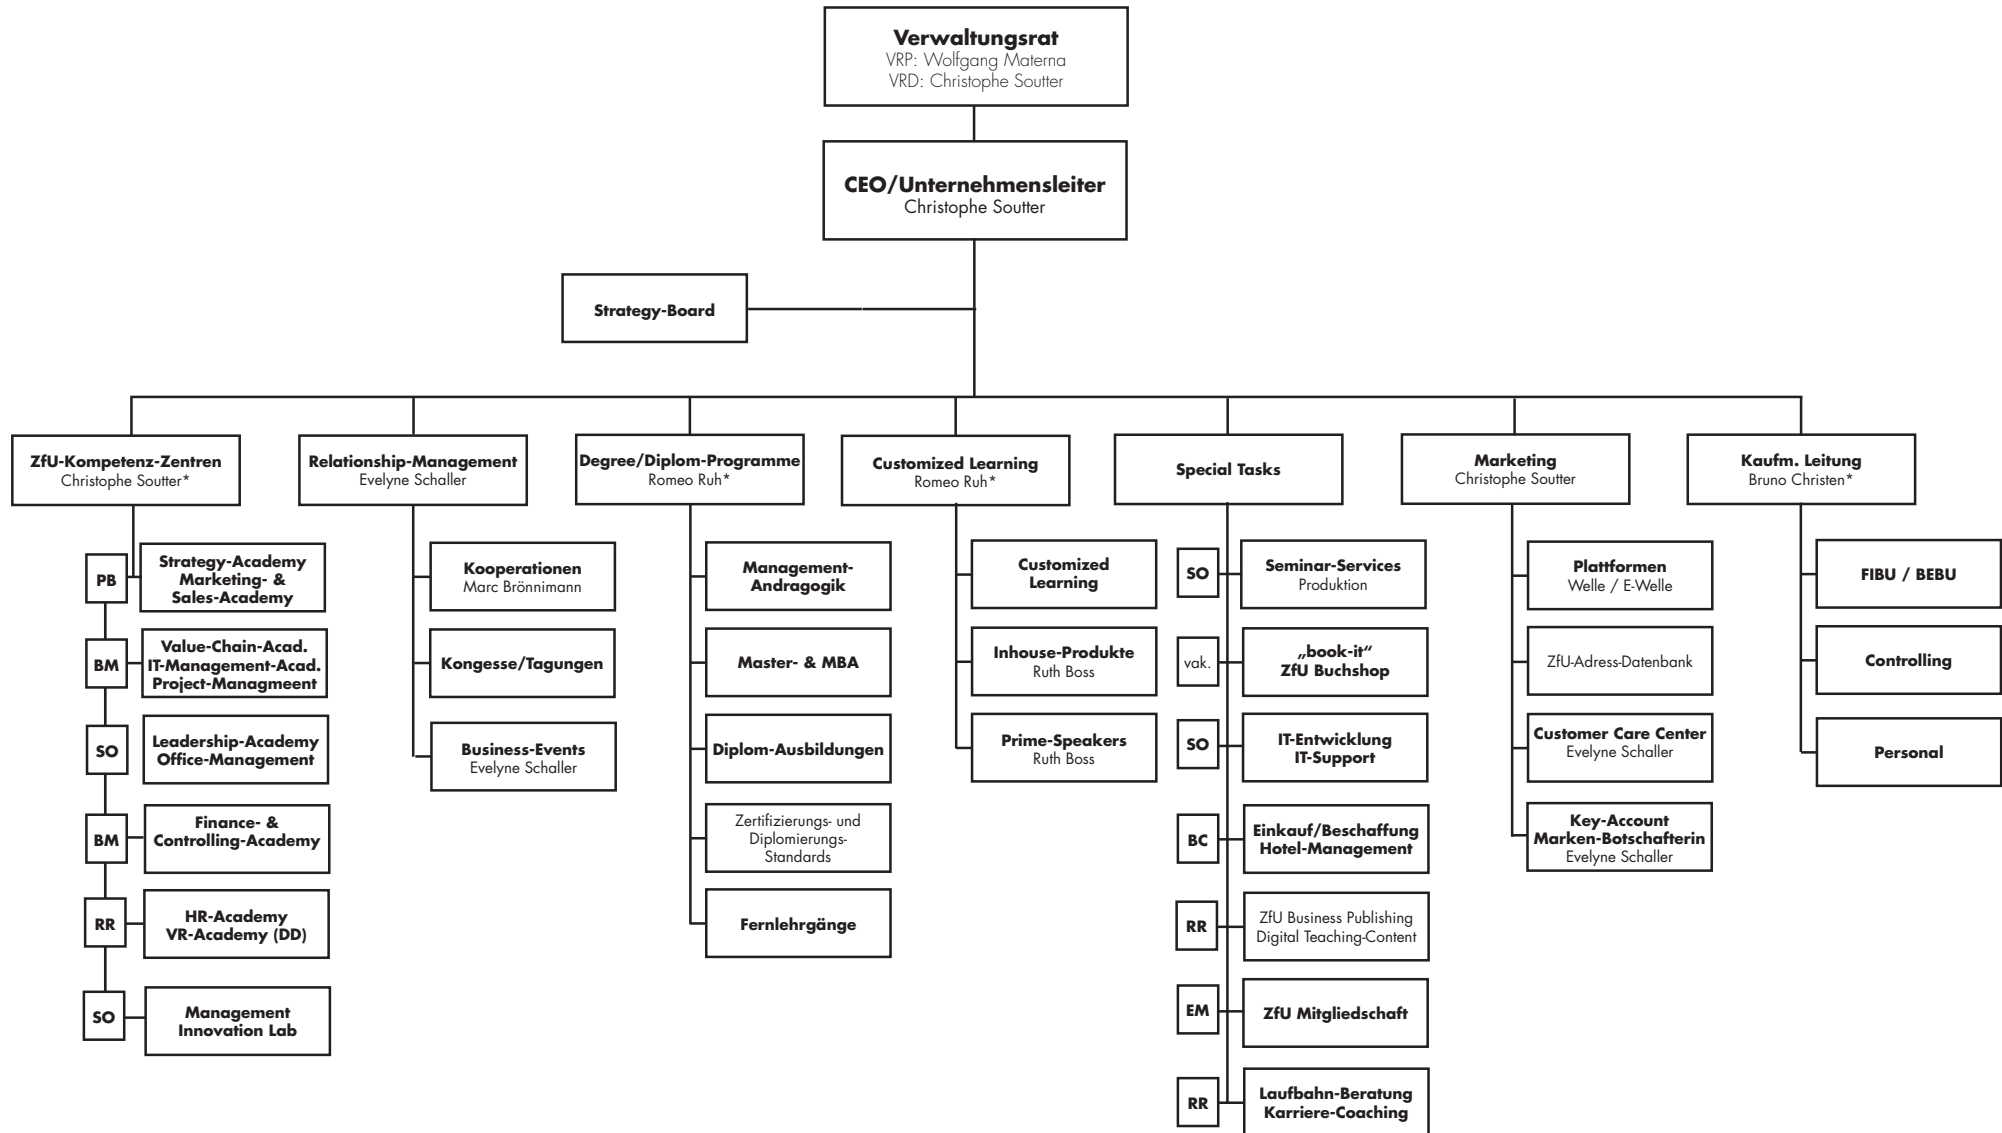 Verwaltungsrat
VRP: Wolfgang Materna
VRD: Christophe Soutter
CEO/Unternehmensleiter
Christophe Soutter
Strategy-Board
ZfU-Kompetenz-Zentren
Christophe Soutter*
PB
Strategy-Academy
Marketing- &
Sales-Academy
BM
Value-Chain-Acad.
IT-Management-Acad.
Project-Managmeent
SO
Leadership-Academy
Office-Management
BM
Finance- &
Controlling-Academy
RR
HR-Academy
VR-Academy (DD)
SO
Management
Innovation Lab
Relationship-Management
Evelyne Schaller
Kooperationen
Marc Brönnimann
Kongesse/Tagungen
Business-Events
Evelyne Schaller
Degree/Diplom-Programme
Romeo Ruh*
Management-
Andragogik
Master- & MBA
Diplom-Ausbildungen
Zertifizierungs- und
Diplomierungs-
Standards
Fernlehrgänge
Customized Learning
Romeo Ruh*
Customized
Learning
Inhouse-Produkte
Ruth Boss
Prime-Speakers
Ruth Boss
Special Tasks
SO
Seminar-Services
Produktion
vak.
„book-it“
ZfU Buchshop
SO
IT-Entwicklung
IT-Support
BC
Einkauf/Beschaffung
Hotel-Management
RR
ZfU Business Publishing
Digital Teaching-Content
EM
ZfU Mitgliedschaft
RR
Laufbahn-Beratung
Karriere-Coaching
Marketing
Christophe Soutter
Plattformen
Welle / E-Welle
ZfU-Adress-Datenbank
Customer Care Center
Evelyne Schaller
Key-Account
Marken-Botschafterin
Evelyne Schaller
Kaufm. Leitung
Bruno Christen*
FIBU / BEBU
Controlling
Personal